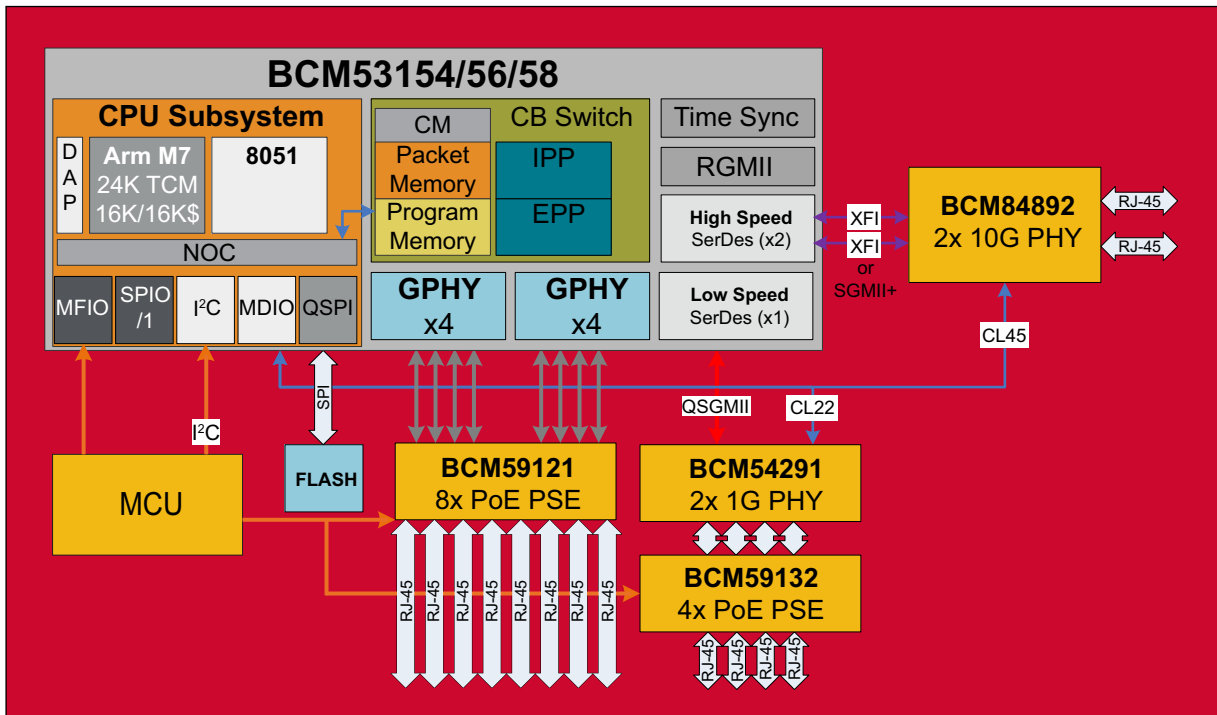 BCM53154/56/58
CPU Subsystem
D
A
P
Arm M7
24K TCM
16K/16K$
8051
NOC
MFIO
SPIO
/1
I²C
MDIO
QSPI
CM
Packet
Memory
Program
Memory
CB Switch
IPP
EPP
GPHY
x4
GPHY
x4
Time Sync
RGMII
High Speed
SerDes (x2)
Low Speed
SerDes (x1)
XFI
XFI
or
SGMII+
BCM84892
2x 10G PHY
RJ-45
RJ-45
CL45
SPI
QSGMII
CL22
I²C
MCU
FLASH
BCM59121
8x PoE PSE
BCM54291
2x 1G PHY
BCM59132
4x PoE PSE
RJ-45
RJ-45
RJ-45
RJ-45
RJ-45
RJ-45
RJ-45
RJ-45
RJ-45
RJ-45
RJ-45
RJ-45